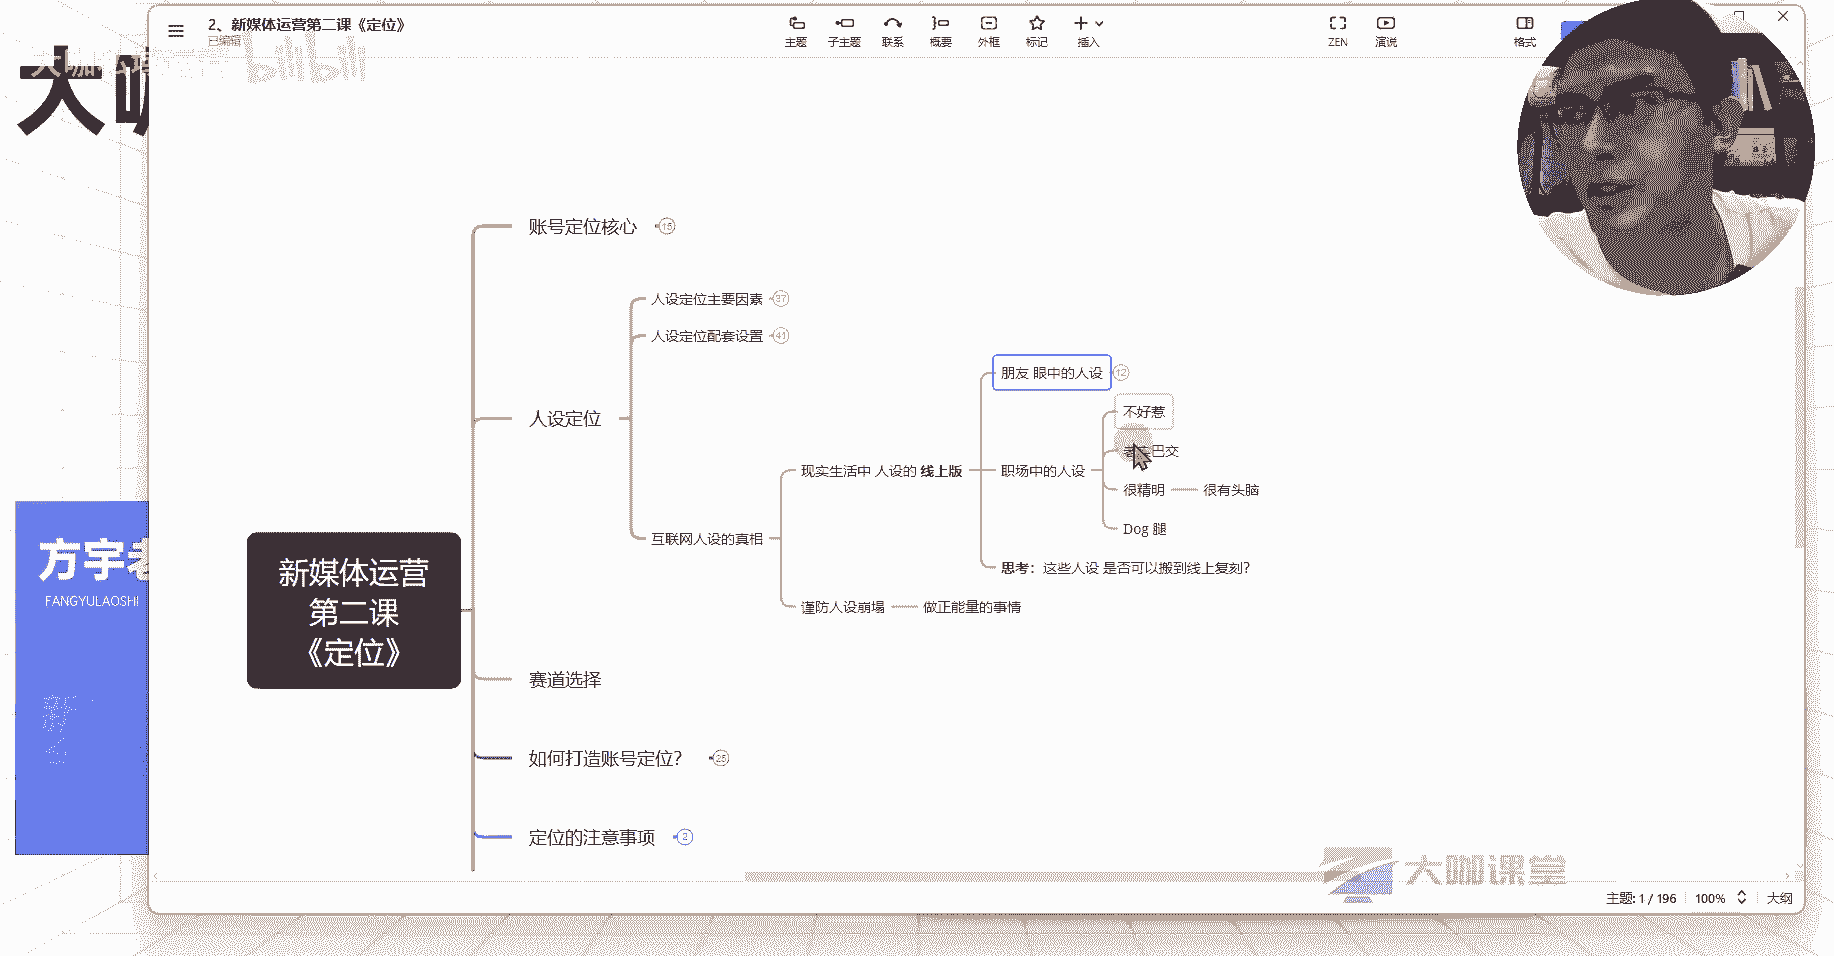 2、新媒体运营第二课《定位》
已编辑
主题
子主题
联系
概要
外框
标记
插入
ZEN
演说
格式
大咖
bilibili
账号定位核心 15
人设定位主要因素 37
人设定位配套设置 41
朋友 眼中的人设 12
不好惹
人设定位
巴交
现实生活中 人设的 线上版
职场中的人设
很精明
很有头脑
Dog 腿
互联网人设的真相
思考：这些人设 是否可以搬到线上复刻?
谨防人设崩塌
做正能量的事情
新媒体运营
第二课
《定位》
赛道选择
如何打造账号定位? 25
定位的注意事项 2
方宇老
FANGYULAOSHI
大咖课堂
主题: 1 / 196
100%
大纲